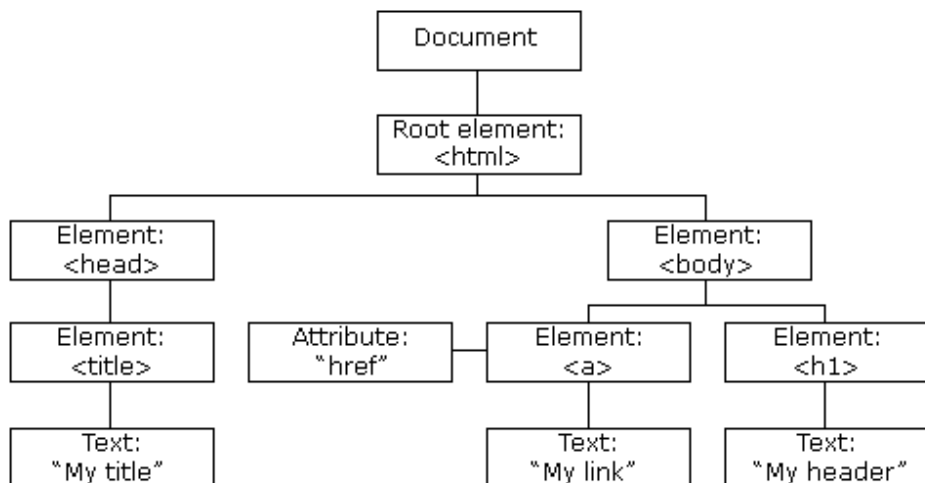 Document
Root element:
<html>
Element:
<head>
Element:
<body>
Element:
<title>
Attribute:
“href”
Element:
<a>
Element:
<h1>
Text:
“My title”
Text:
“My link”
Text:
“My header”